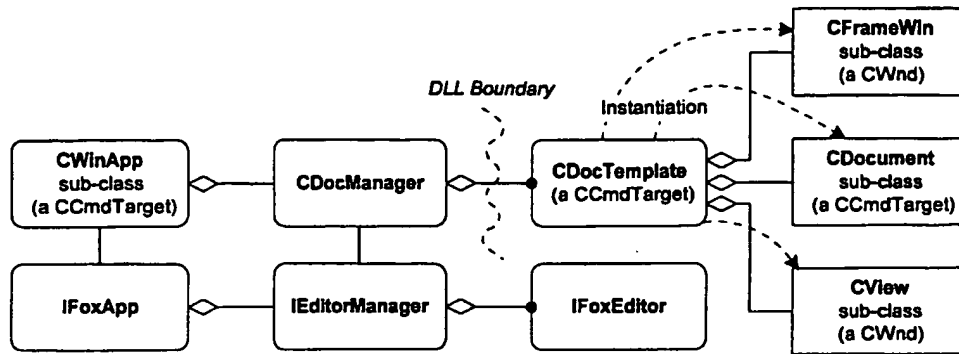 CFrameWin
sub-class
(a CWnd)
DLL Boundary
Instantiation
CWinApp
sub-class
(a CCmdTarget)
CDocManager
CDocTemplate
(a CCmdTarget)
CDocument
sub-class
(a CCmdTarget)
IFoxApp
IEditorManager
IFoxEditor
CView
sub-class
(a CWnd)